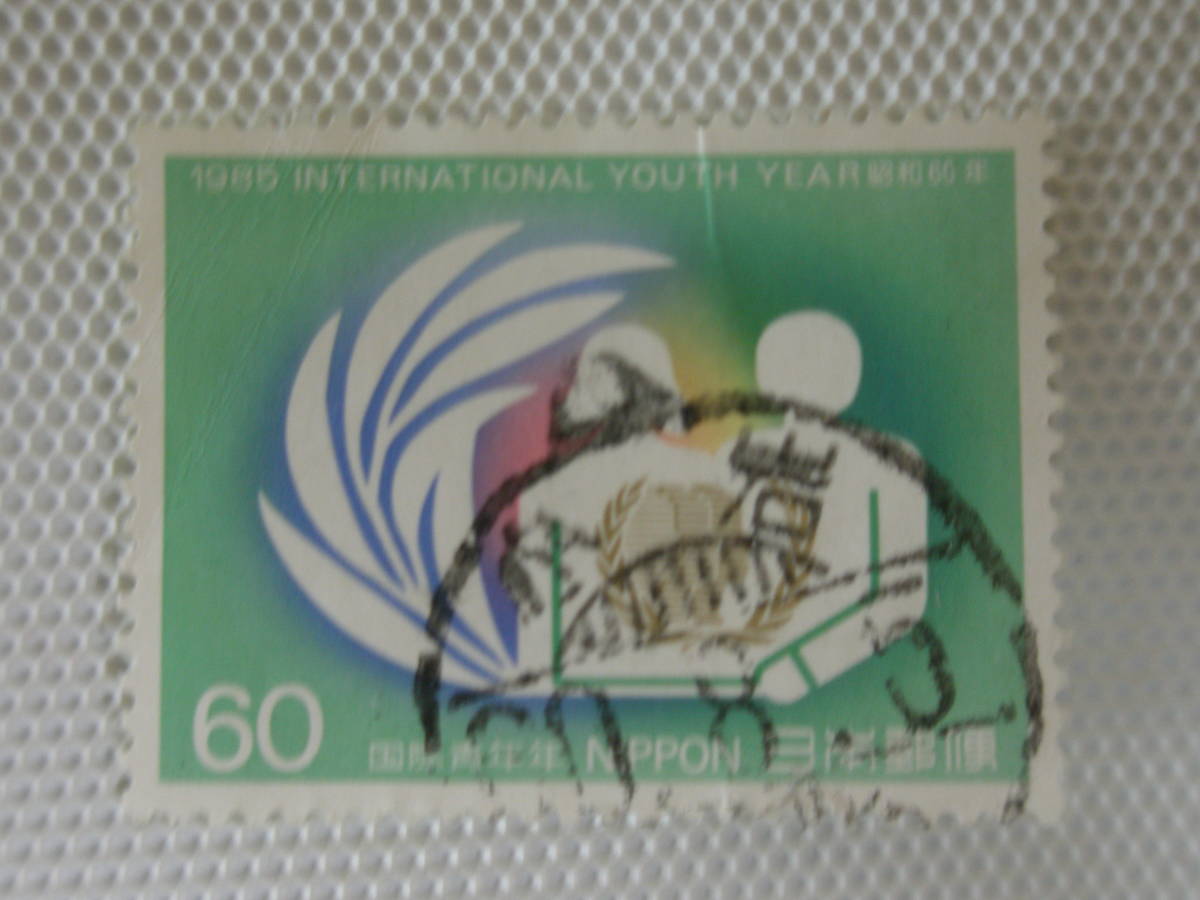 1985 INTERNATIONAL YOUTH YEAR 昭和60年
60 国際青年年 NIPPON 日本郵便